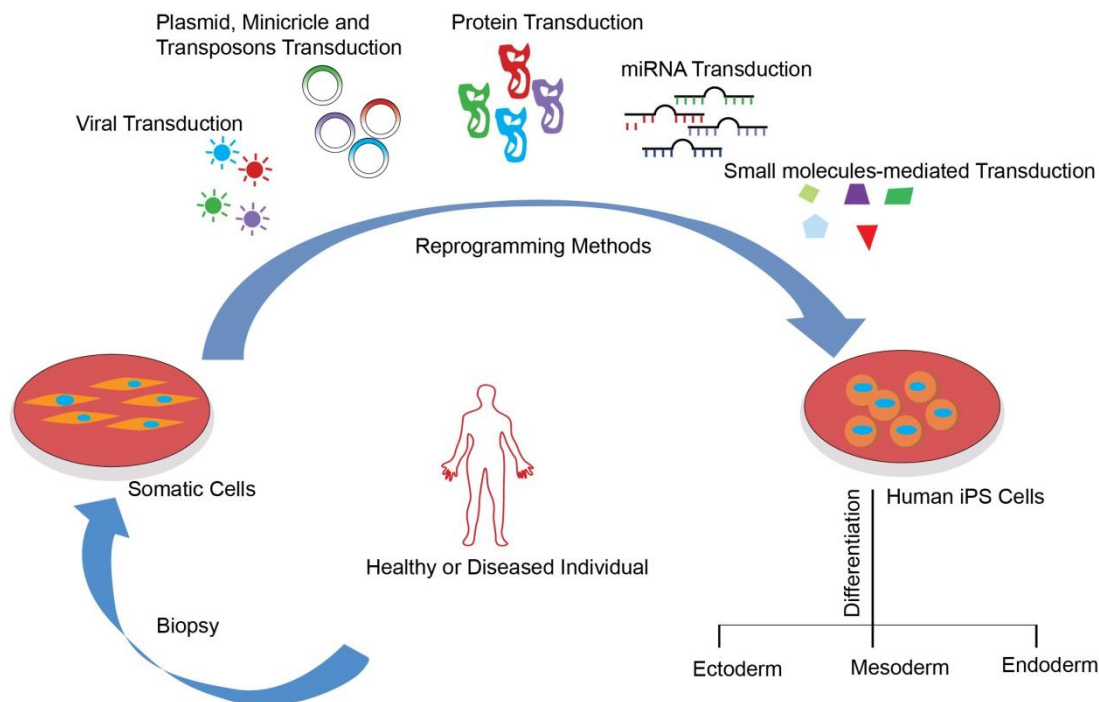 Plasmid, Minicricle and
Transposons Transduction
Protein Transduction
miRNA Transduction
Viral Transduction
Small molecules-mediated Transduction
Reprogramming Methods
Somatic Cells
Human iPS Cells
Healthy or Diseased Individual
Differentiation
Biopsy
Ectoderm
Mesoderm
Endoderm